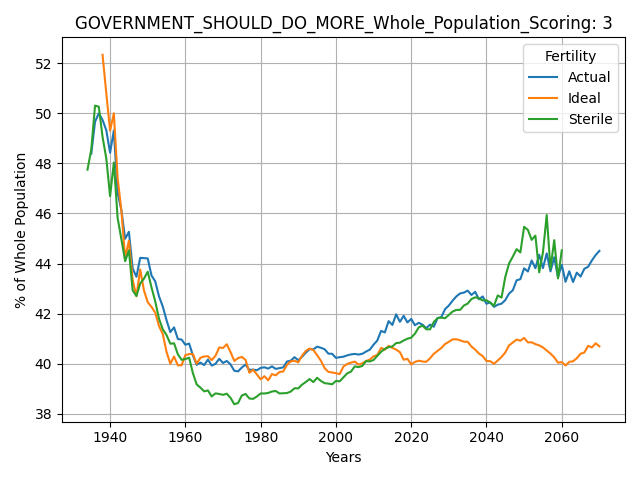 GOVERNMENT_SHOULD_DO_MORE_Whole_Population_Scoring: 3
Fertility
Actual
Ideal
Sterile
% of Whole Population
52
50
48
46
44
42
40
38
1940
1960
1980
2000
2020
2040
2060
Years